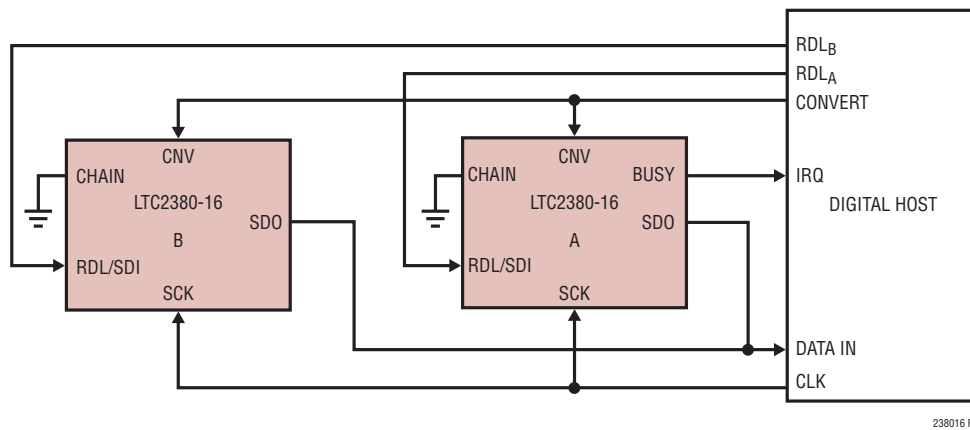 RDLB
RDLA
CONVERT
IRQ
DIGITAL HOST
DATA IN
CLK
CNV
CHAIN
LTC2380-16
SDO
B
RDL/SDI
SCK
CNV
CHAIN
BUSY
LTC2380-16
SDO
A
RDL/SDI
SCK
238016 F